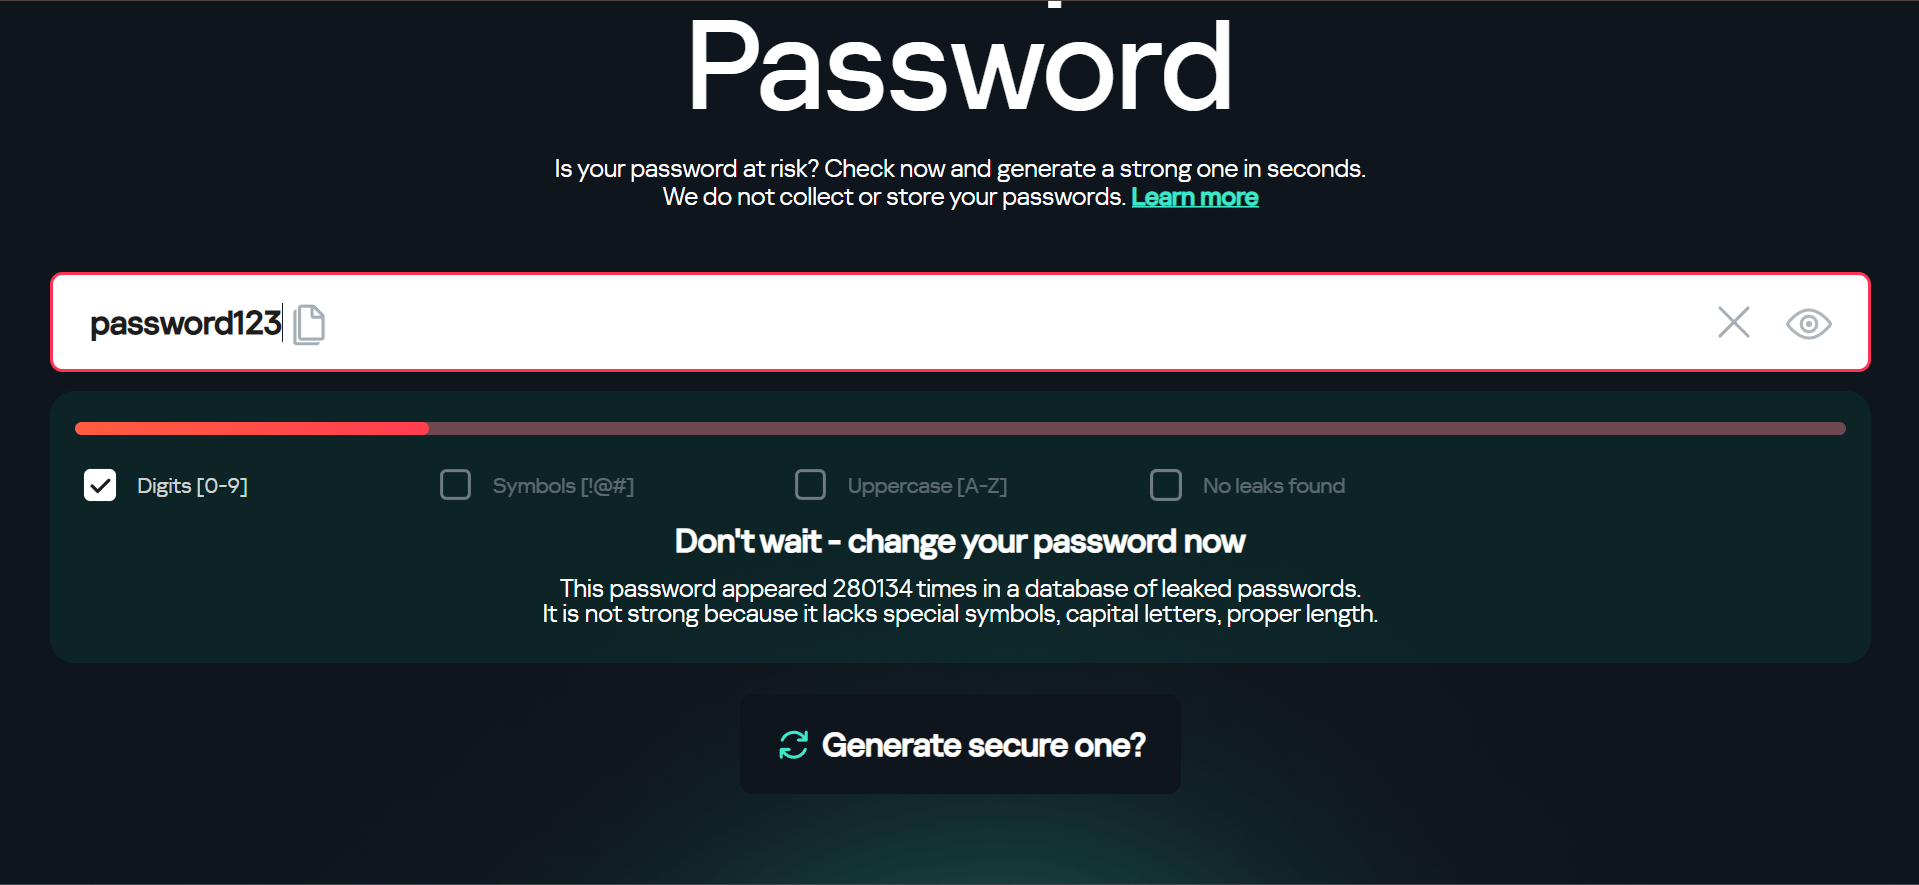 Password
Is your password at risk? Check now and generate a strong one in seconds.
We do not collect or store your passwords. Learn more
password123
Digits [0-9]
Symbols [!@#]
Uppercase [A-Z]
No leaks found
Don't wait - change your password now
This password appeared 280134 times in a database of leaked passwords.
It is not strong because it lacks special symbols, capital letters, proper length.
Generate secure one?